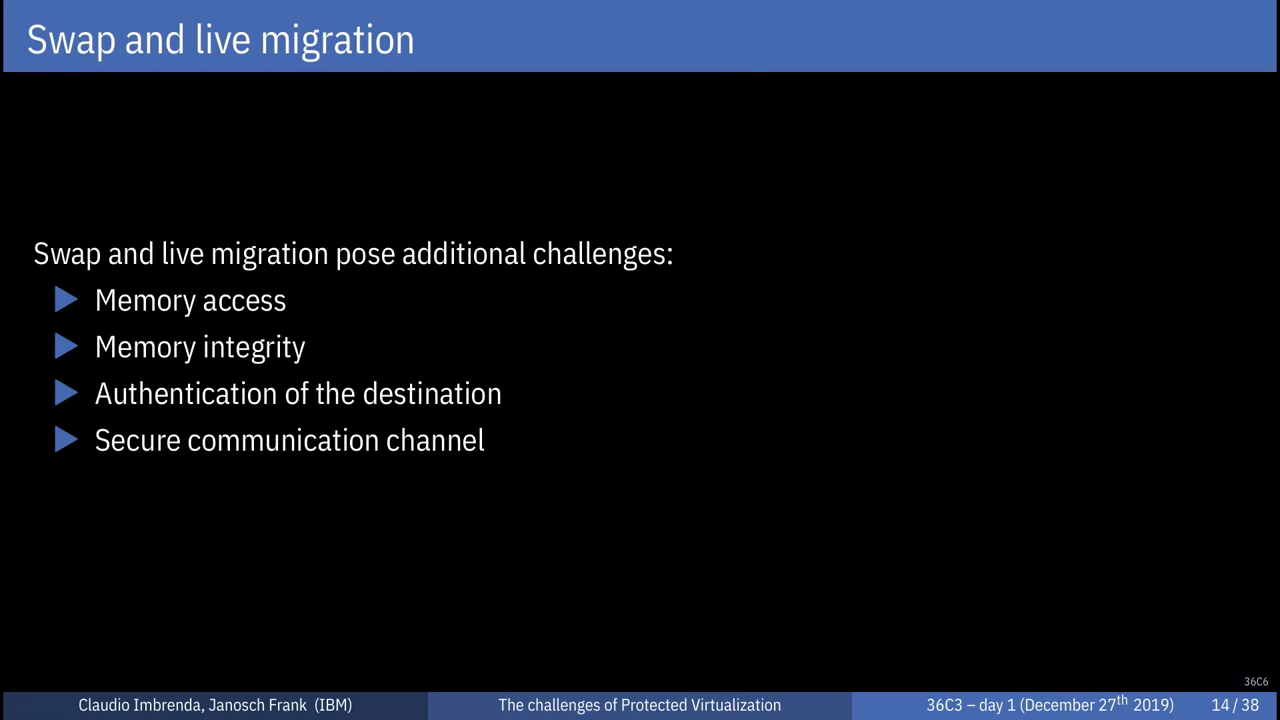 Swap and live migration
Swap and live migration pose additional challenges:
Memory access
Memory integrity
Authentication of the destination
Secure communication channel
36C6
Claudio Imbrenda, Janosch Frank (IBM)
The challenges of Protected Virtualization
36C3 – day 1 (December 27th 2019)
14 / 38